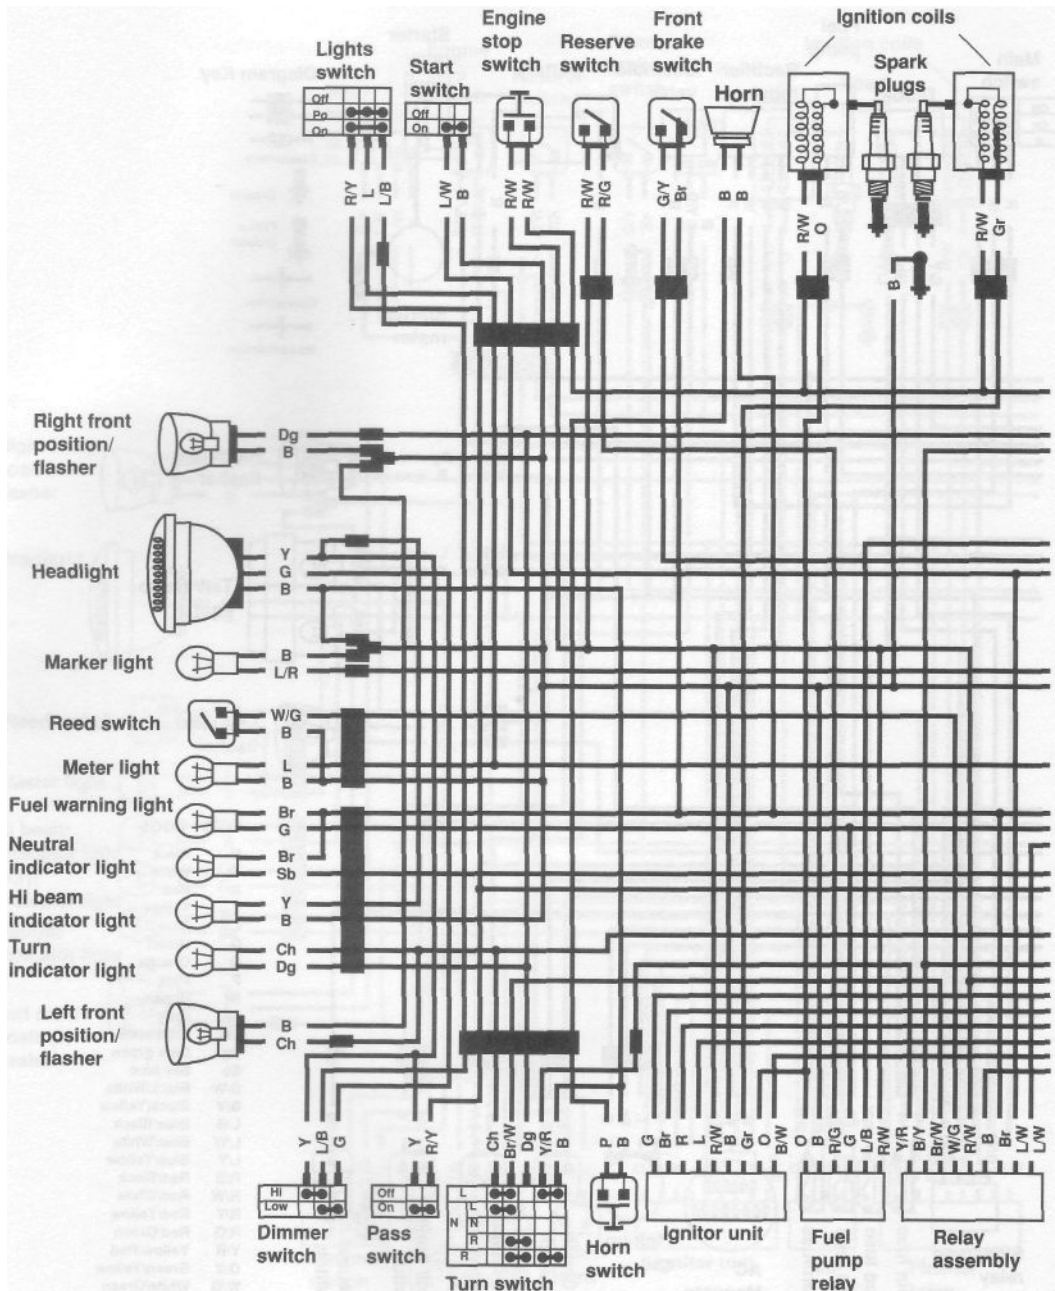 Lights
switch
Off
Po
On
Start
switch
Off
On
Engine
stop
switch
Reserve
switch
Front
brake
switch
Horn
Ignition coils
Spark
plugs
R/Y
L
L/B
L/W
B
R/W
R/W
R/W
R/G
G/Y
Br
B
B
R/W
O
B
R/W
Gr
Right front
position/
flasher
Dg
B
Headlight
Y
G
B
Marker light
B
L/R
Reed switch
W/G
B
Meter light
L
B
Fuel warning light
Br
G
Neutral
indicator light
Br
Sb
Hi beam
indicator light
Y
B
Turn
indicator light
Ch
Dg
Left front
position/
flasher
B
Ch
Y
L/B
G
Y
R/Y
Ch
Br/W
Dg
Y/R
B
P
B
G
Br
R
L
R/W
B
Gr
O
B/W
O
B
R/G
G
L/B
R/W
Y/R
B/Y
Br/W
W/G
R/W
B
Br
L/W
L/W
Hi
Low
Dimmer
switch
Off
On
Pass
switch
L
L
N
N
R
R
Turn switch
Horn
switch
Ignitor unit
Fuel
pump
relay
Relay
assembly